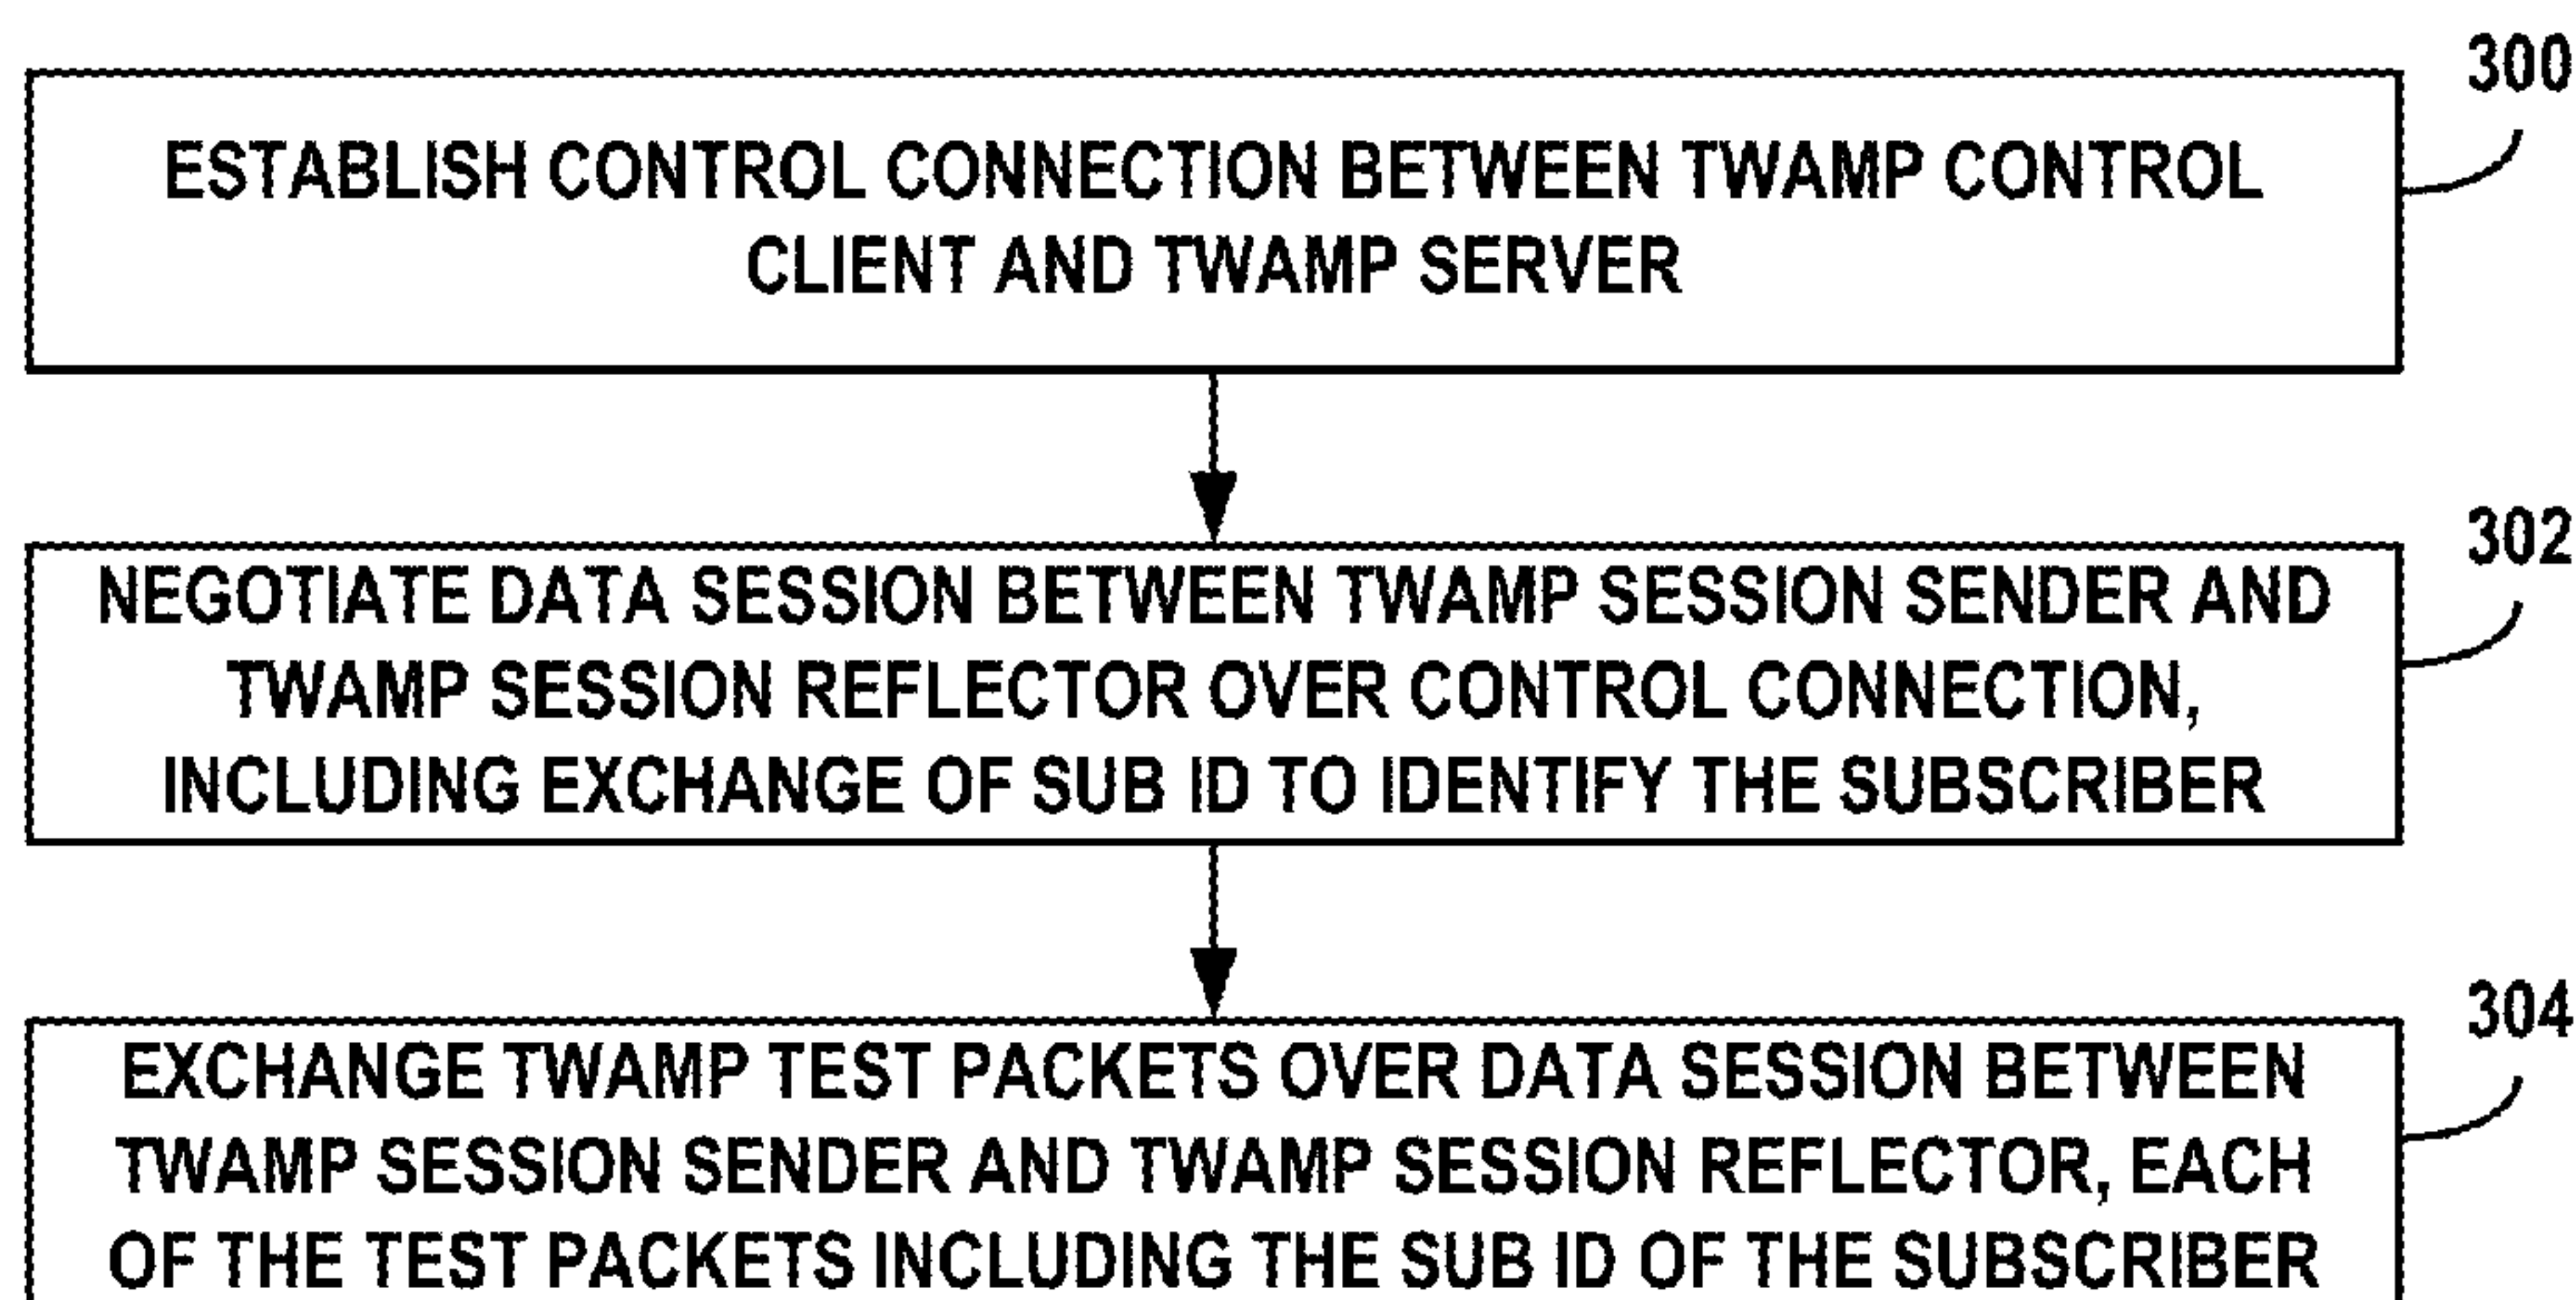 300
ESTABLISH CONTROL CONNECTION BETWEEN TWAMP CONTROL
CLIENT AND TWAMP SERVER
302
NEGOTIATE DATA SESSION BETWEEN TWAMP SESSION SENDER AND
TWAMP SESSION REFLECTOR OVER CONTROL CONNECTION,
INCLUDING EXCHANGE OF SUB ID TO IDENTIFY THE SUBSCRIBER
304
EXCHANGE TWAMP TEST PACKETS OVER DATA SESSION BETWEEN
TWAMP SESSION SENDER AND TWAMP SESSION REFLECTOR, EACH
OF THE TEST PACKETS INCLUDING THE SUB ID OF THE SUBSCRIBER